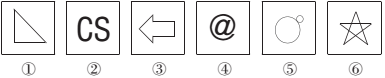 CS @
① ② ③ ④ ⑤ ⑥